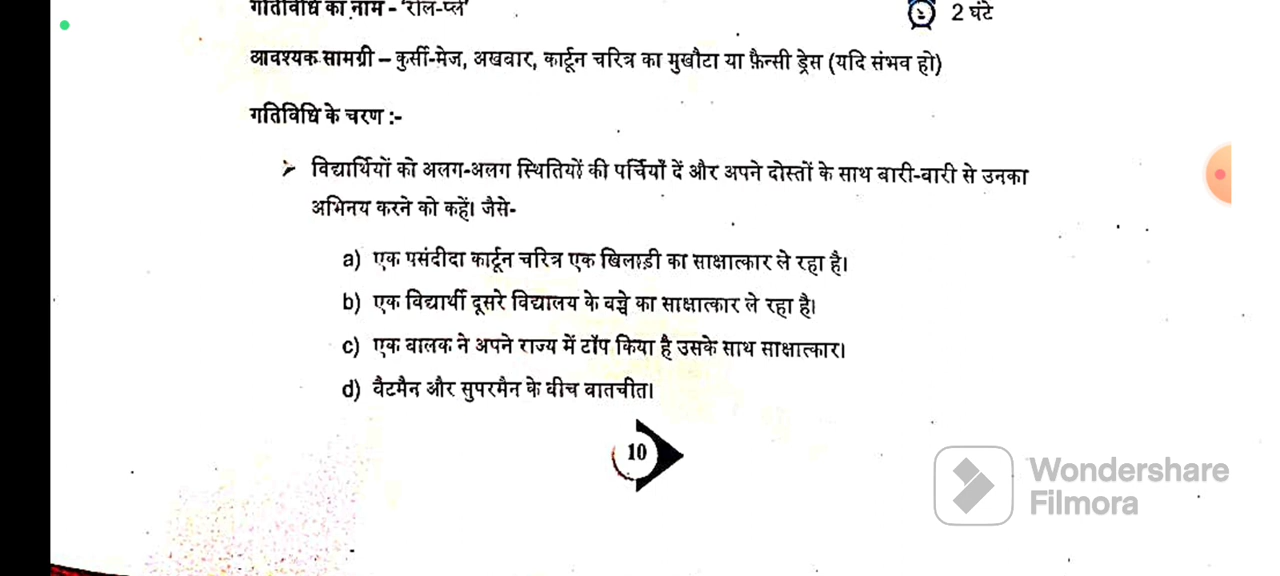 गतिविधि का नाम - 'रोल-प्ले'
2 घंटे
आवश्यक सामग्री – कुर्सी-मेज, अखबार, कार्टून चरित्र का मुखौटा या फ़ैन्सी ड्रेस (यदि संभव हो)
गतिविधि के चरण :-
➢ विद्यार्थियों को अलग-अलग स्थितियों की पर्चियाँ दें और अपने दोस्तों के साथ बारी-बारी से उनका
अभिनय करने को कहें। जैसे-
a) एक पसंदीदा कार्टून चरित्र एक खिलाड़ी का साक्षात्कार ले रहा है।
b) एक विद्यार्थी दूसरे विद्यालय के बच्चे का साक्षात्कार ले रहा है।
c) एक बालक ने अपने राज्य में टॉप किया है उसके साथ साक्षात्कार।
d) बैटमैन और सुपरमैन के बीच बातचीत।
10
Wondershare
Filmora